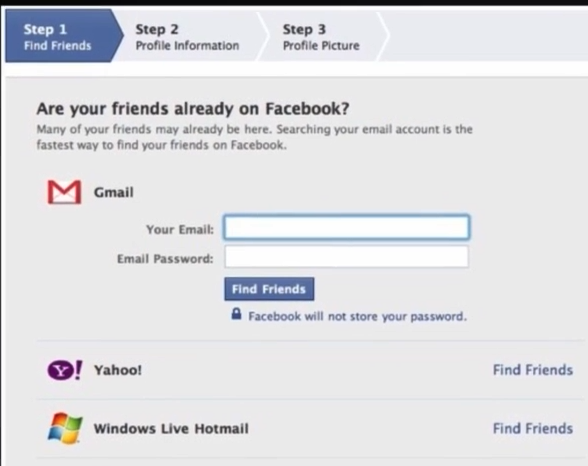 Step 1
Find Friends
Step 2
Profile Information
Step 3
Profile Picture
Are your friends already on Facebook?
Many of your friends may already be here. Searching your email account is the
fastest way to find your friends on Facebook.
Gmail
Your Email:
Email Password:
Find Friends
Facebook will not store your password.
Y! Yahoo! Find Friends
Windows Live Hotmail Find Friends